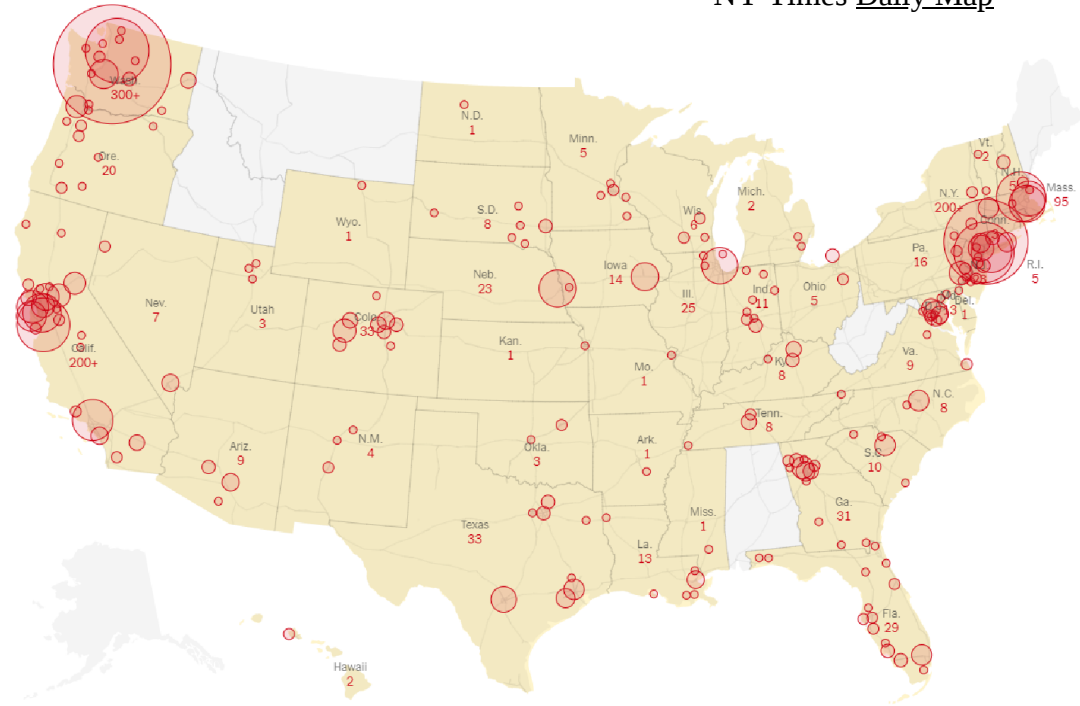 NY Times Daily Map
Wash.
300+
Ore.
20
Calif.
200+
Nev.
7
Utah
3
Ariz.
9
Wyo.
1
Colo.
33
N.M.
4
N.D.
1
S.D.
8
Neb.
23
Kan.
1
Okla.
3
Texas
33
Minn.
5
Iowa
14
Mo.
1
Ark.
1
La.
13
Wis.
6
Ill.
25
Mich.
2
Ind.
11
Ohio
5
Ky.
8
Tenn.
8
Miss.
1
Ga.
31
Fla.
29
S.C.
10
N.C.
8
Va.
9
Pa.
16
N.Y.
200+
Vt.
2
N.H.
5
Mass.
95
Conn.
R.I.
5
Del.
1
Hawaii
2